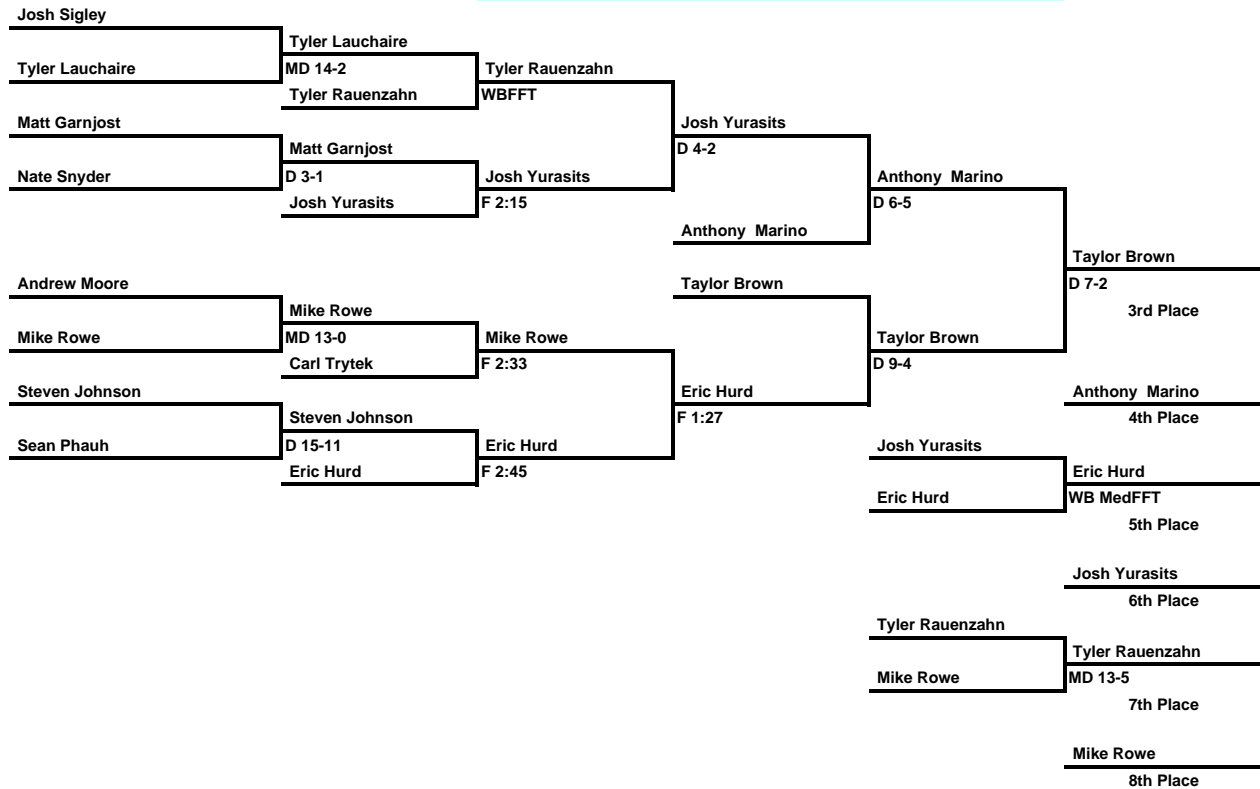 Josh Sigley
Tyler Lauchaire
Tyler Lauchaire
MD 14-2
Tyler Rauenzahn
Tyler Rauenzahn
WBFFT
Matt Garnjost
Josh Yurasits
D 4-2
Matt Garnjost
Nate Snyder
D 3-1
Josh Yurasits
Josh Yurasits
F 2:15
Anthony  Marino
D 6-5
Anthony  Marino
Taylor Brown
D 7-2
3rd Place
Andrew Moore
Taylor Brown
Mike Rowe
Mike Rowe
MD 13-0
Carl Trytek
Mike Rowe
F 2:33
Taylor Brown
D 9-4
Steven Johnson
Eric Hurd
F 1:27
Anthony  Marino
4th Place
Steven Johnson
Sean Phauh
D 15-11
Eric Hurd
Eric Hurd
F 2:45
Josh Yurasits
Eric Hurd
Eric Hurd
WB MedFFT
5th Place
Josh Yurasits
6th Place
Tyler Rauenzahn
Mike Rowe
Tyler Rauenzahn
MD 13-5
7th Place
Mike Rowe
8th Place